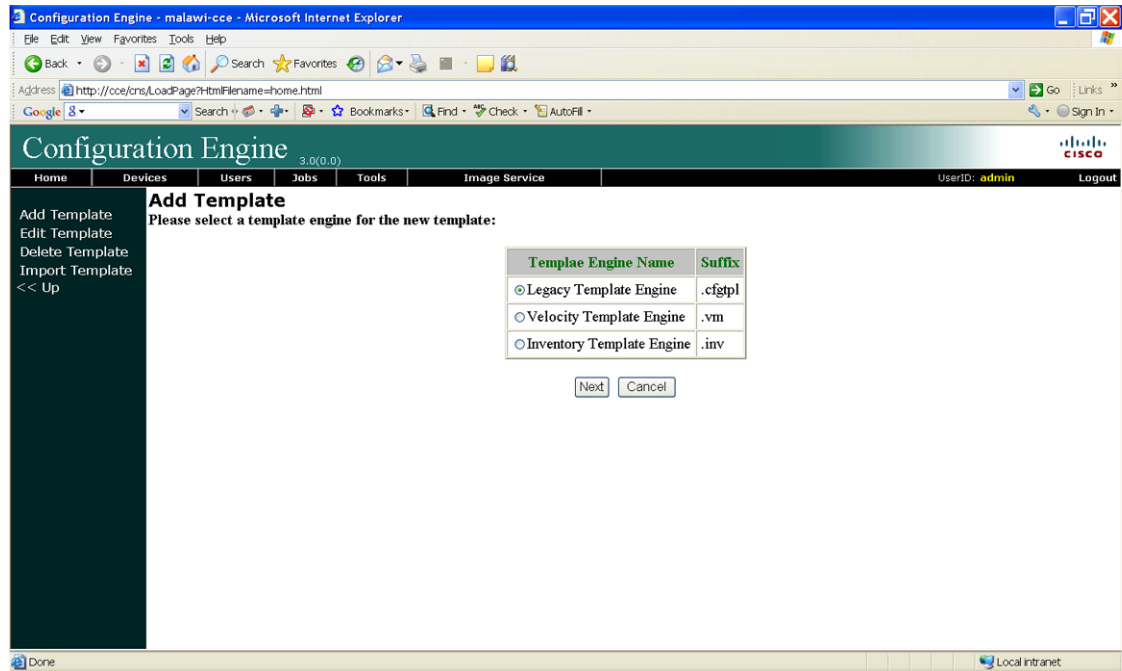 Configuration Engine - malawi-cce - Microsoft Internet Explorer
File Edit View Favorites Tools Help
Back Search Favorites
Address http://cce/cns/LoadPage?HtmlFilename=home.html Go Links »
Google Search Bookmarks Find Check AutoFill Sign In
Configuration Engine 3.0(0.0)
CISCO
Home Devices Users Jobs Tools Image Service UserID: admin Logout
Add Template
Edit Template
Delete Template
Import Template
<< Up
Add Template
Please select a template engine for the new template:
Templae Engine Name Suffix
Legacy Template Engine .cfgtpl
Velocity Template Engine .vm
Inventory Template Engine .inv
Next Cancel
Done Local intranet